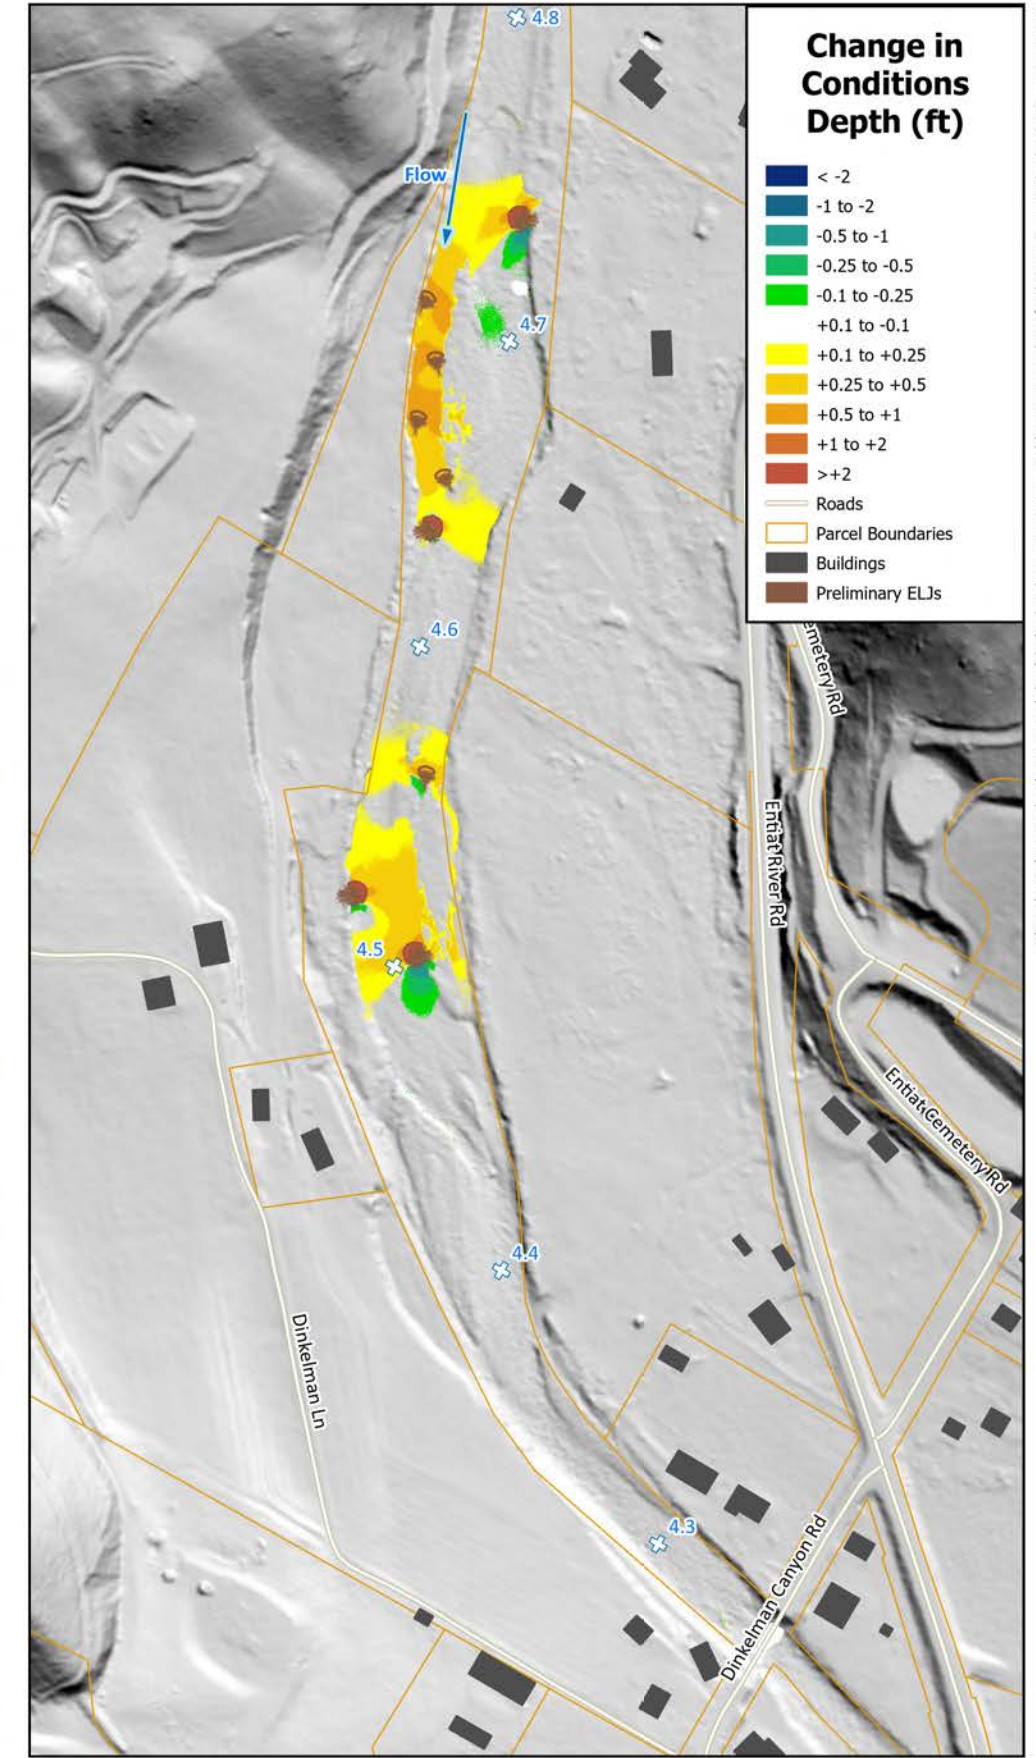 4.8
Change in
Conditions
Depth (ft)
Flow
< -2
-1 to -2
-0.5 to -1
-0.25 to -0.5
-0.1 to -0.25
+0.1 to -0.1
+0.1 to +0.25
+0.25 to +0.5
+0.5 to +1
+1 to +2
>+2
Roads
Parcel Boundaries
Buildings
Preliminary ELJs
4.7
4.6
emetery Rd
Entiat River Rd
4.5
Entiat Cemetery Rd
4.4
Dinkelman Ln
4.3
Dinkelman Canyon Rd